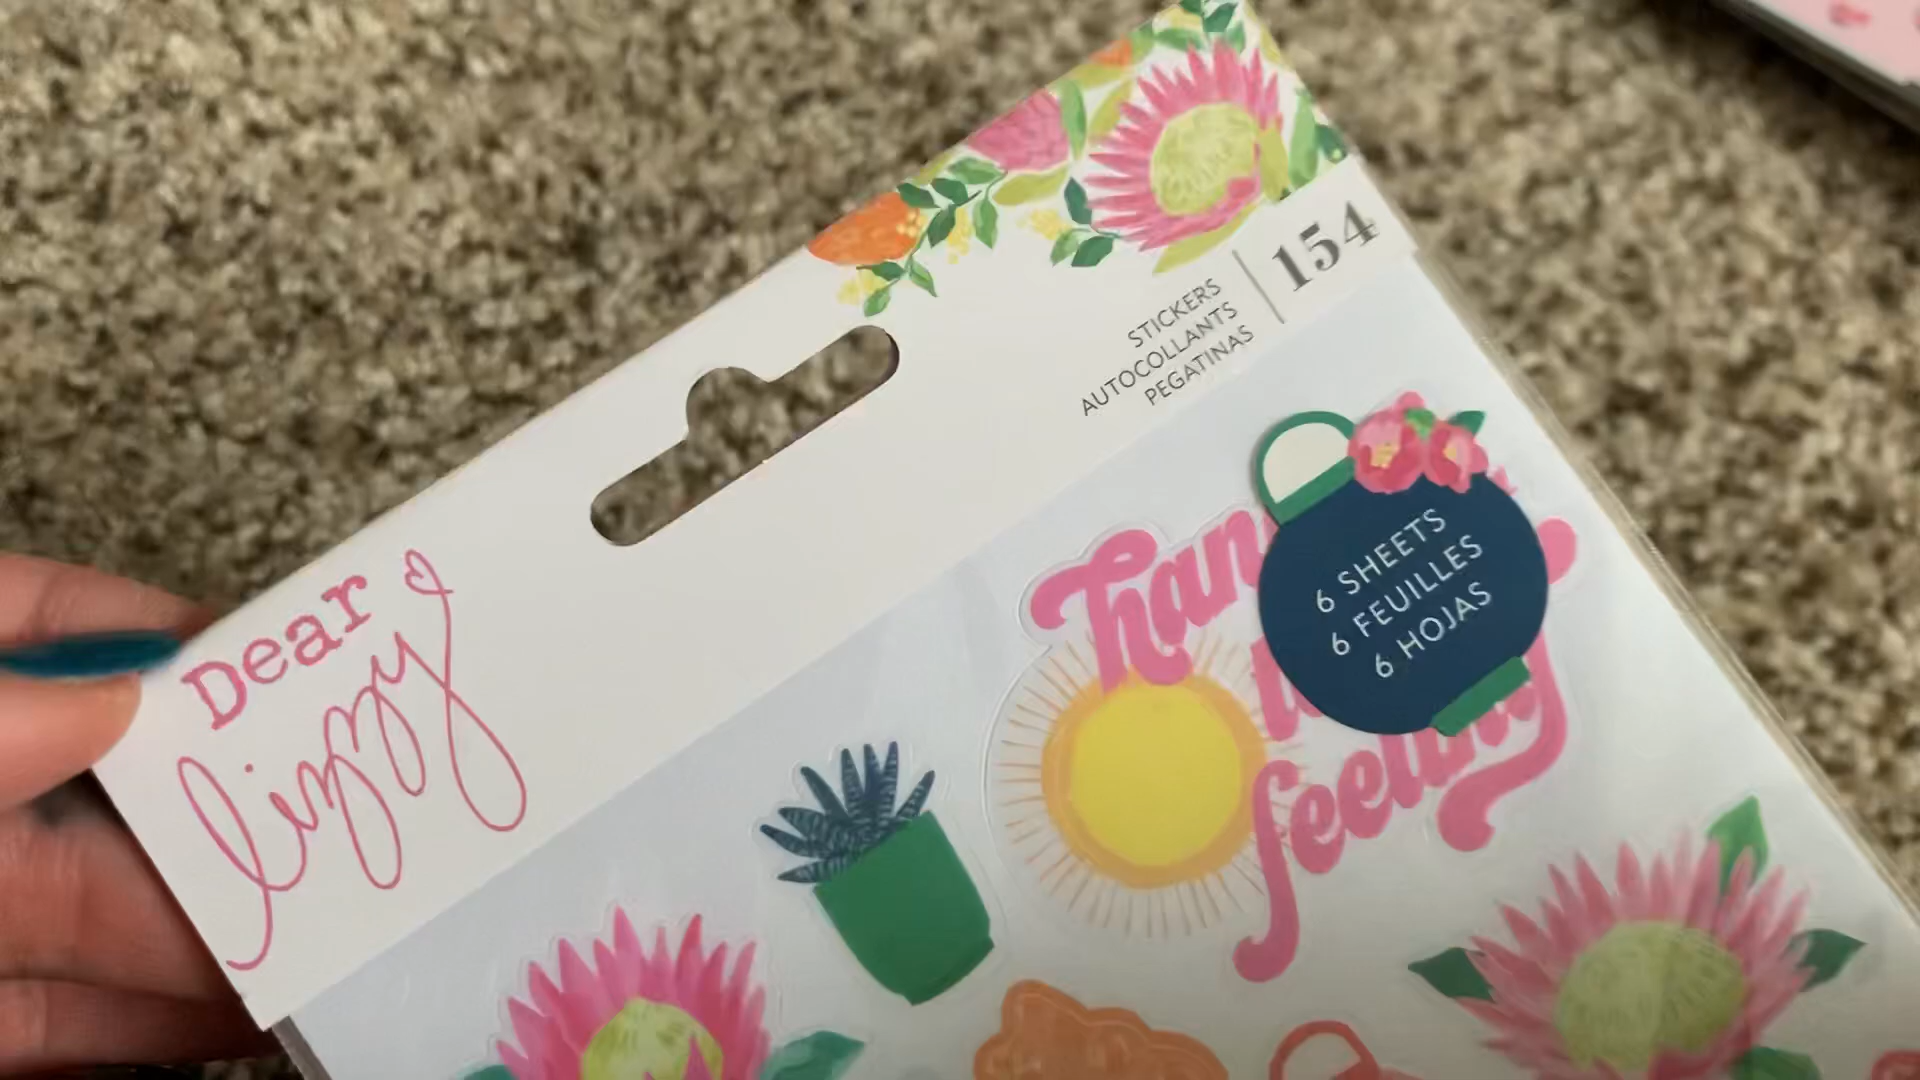 Dear
lizzy
STICKERS
AUTOCOLLANTS
PEGATINAS
154
6 SHEETS
6 FEUILLES
6 HOJAS
feeling